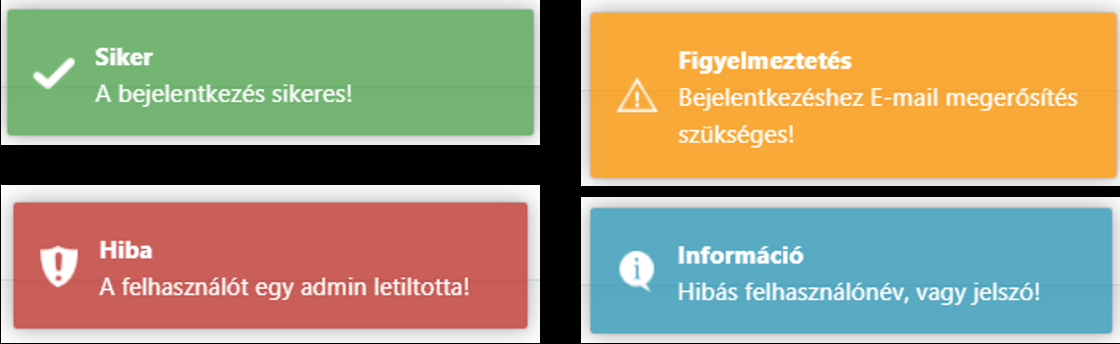 Siker
A bejelentkezés sikeres!
Figyelmeztetés
Bejelentkezéshez E-mail megerősítés
szükséges!
Hiba
A felhasználót egy admin letiltotta!
Információ
Hibás felhasználónév, vagy jelszó!